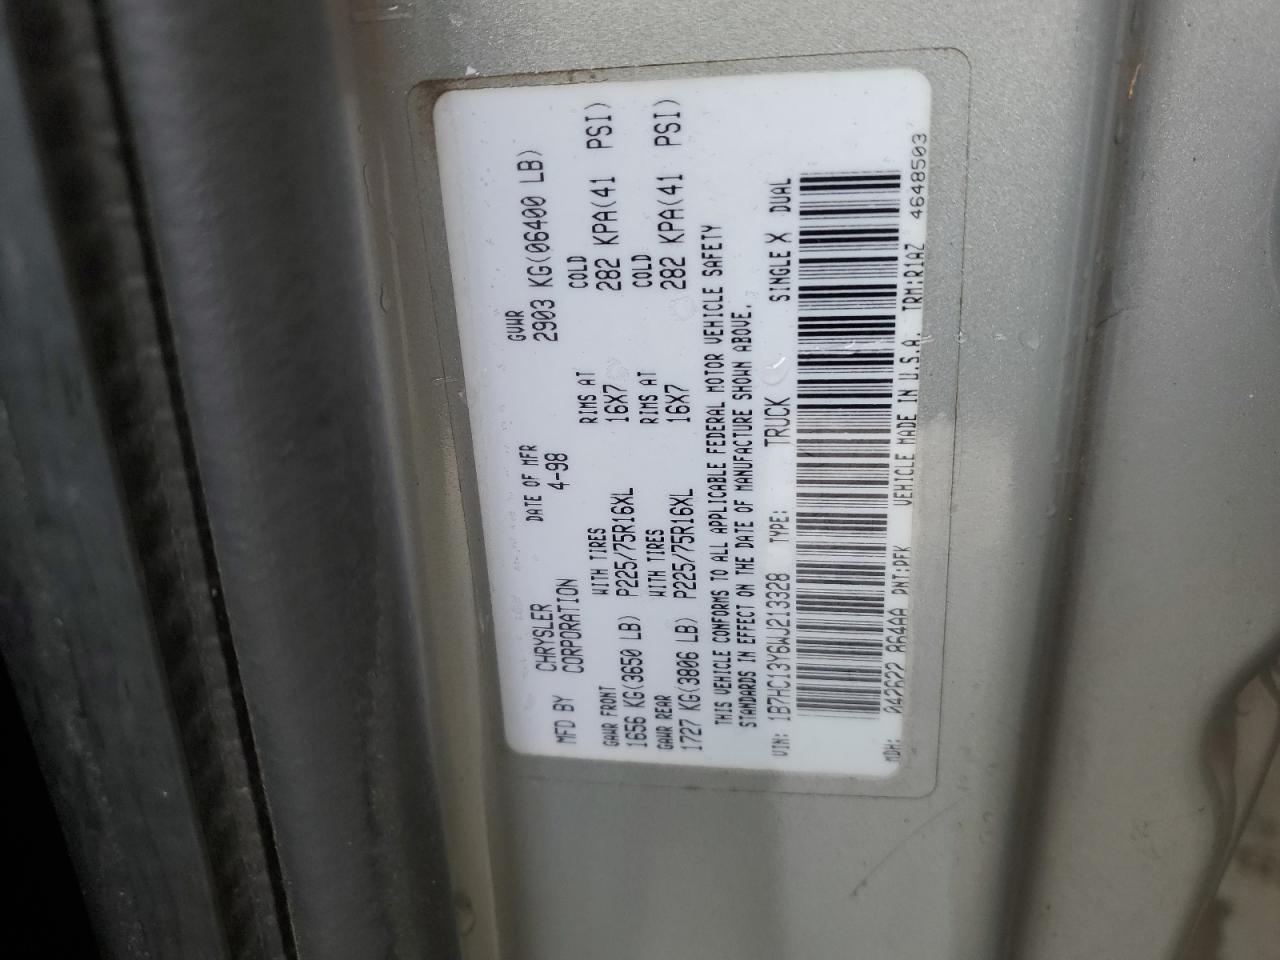 MFD BY CHRYSLER CORPORATION DATE OF MFR 4-98 GVWR 2903 KG(06400 LB)
GAWR FRONT WITH TIRES RIMS AT COLD
1656 KG(3650 LB) P225/75R16XL 16X7 282 KPA(41 PSI)
GAWR REAR WITH TIRES RIMS AT COLD
1727 KG(3806 LB) P225/75R16XL 16X7 282 KPA(41 PSI)
THIS VEHICLE CONFORMS TO ALL APPLICABLE FEDERAL MOTOR VEHICLE SAFETY
STANDARDS IN EFFECT ON THE DATE OF MANUFACTURE SHOWN ABOVE.
VIN: 1B7HC13Y6WJ213328 TYPE: TRUCK SINGLE X DUAL
MDH: 042622 864AA PNT:PFK VEHICLE MADE IN U.S.A. TRM:R1AZ 4648503